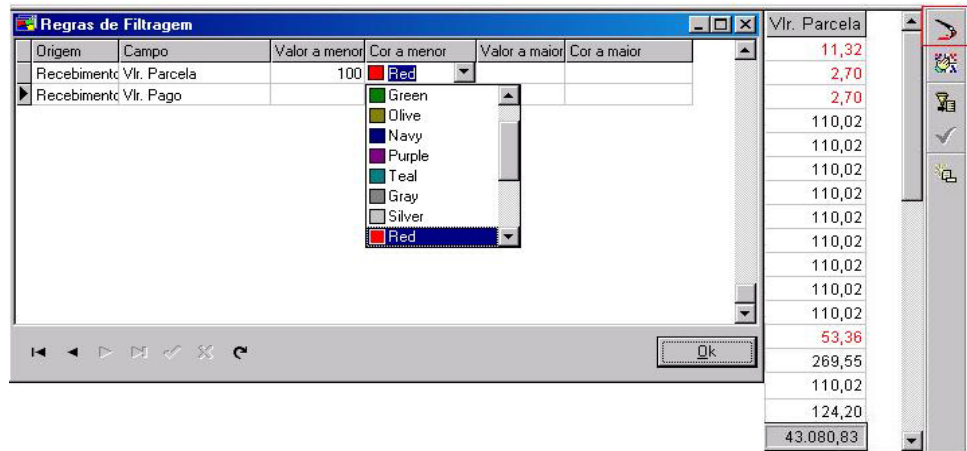 Regras de Filtragem
Origem Campo Valor a menor Cor a menor Valor a maior Cor a maior
Recebimento Vlr. Parcela 100 Red
Recebimento Vlr. Pago
Green
Olive
Navy
Purple
Teal
Gray
Silver
Red
Ok
Vlr. Parcela
11,32
2,70
2,70
110,02
110,02
110,02
110,02
110,02
110,02
110,02
110,02
110,02
53,36
269,55
110,02
124,20
43.080,83